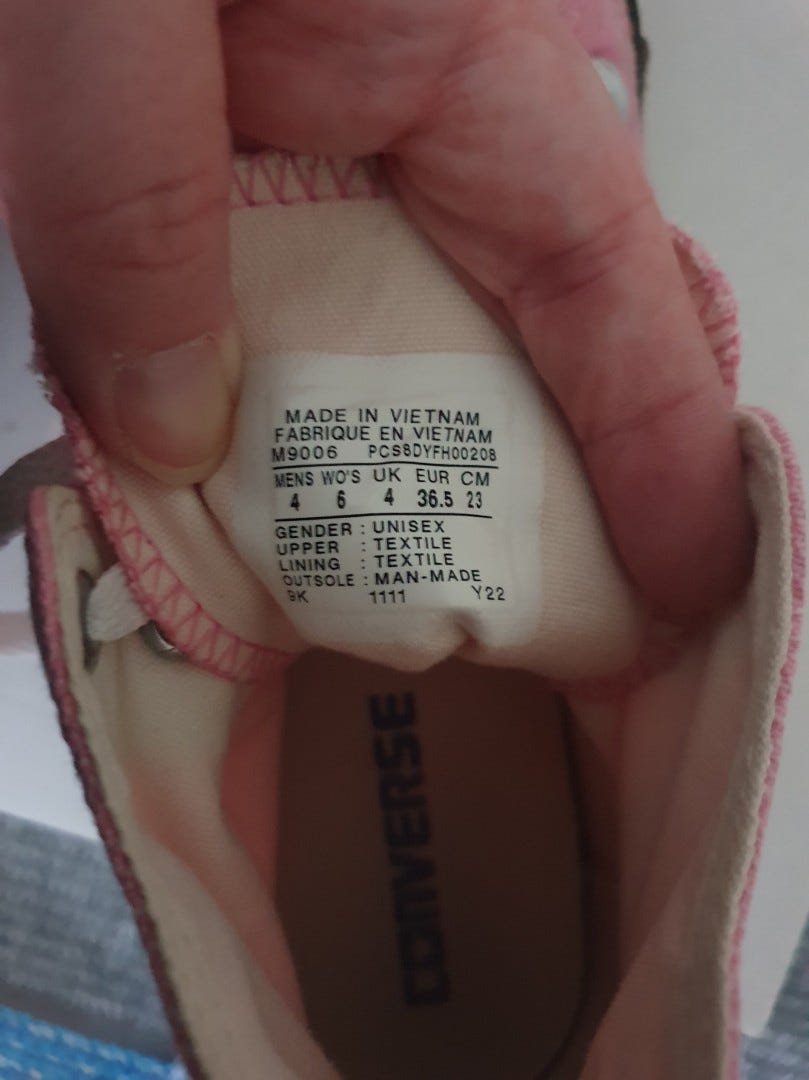 MADE IN VIETNAM
FABRIQUE EN VIETNAM
M9006 PCS8DYFH00208
MENS WO'S UK EUR CM
4 6 4 36.5 23
GENDER : UNISEX
UPPER : TEXTILE
LINING : TEXTILE
OUTSOLE : MAN-MADE
9K 1111 Y22
CONVERSE